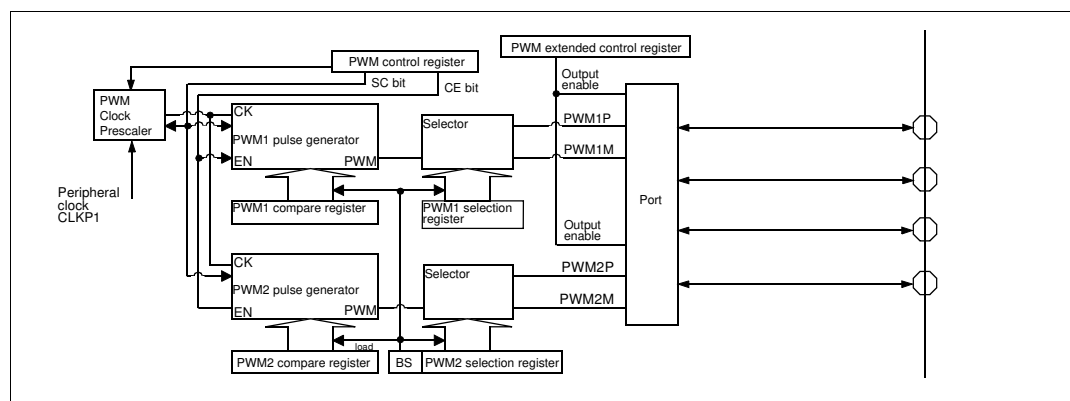 PWM extended control register
PWM control register
SC bit
CE bit
Output
enable
PWM
Clock
Prescaler
CK
PWM1 pulse generator
EN
PWM
Selector
PWM1P
PWM1M
Peripheral
clock
CLKP1
PWM1 compare register
PWM1 selection
register
Port
Output
enable
CK
PWM2 pulse generator
EN
PWM
Selector
PWM2P
PWM2M
load
PWM2 compare register
BS
PWM2 selection register